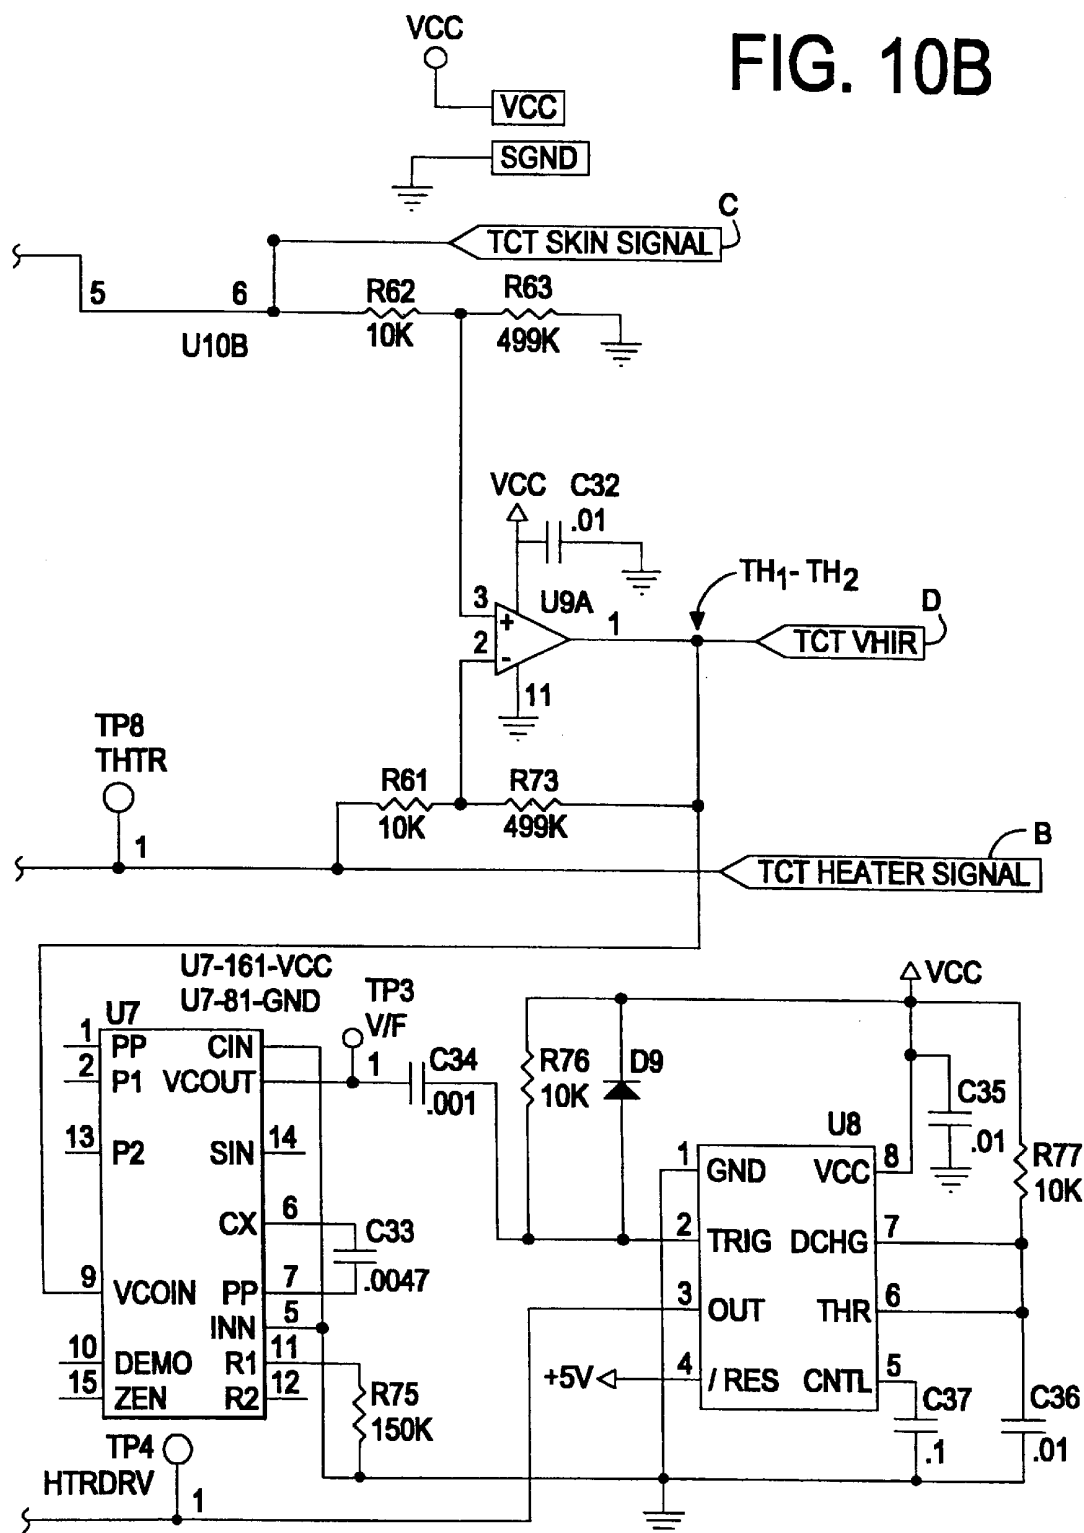 FIG. 10B
VCC
VCC
SGND
C
TCT SKIN SIGNAL
5
6
U10B
R62
10K
R63
499K
VCC
C32
.01
3
+
U9A
2
-
1
11
TH1- TH2
D
TCT VHIR
TP8
THTR
1
R61
10K
R73
499K
B
TCT HEATER SIGNAL
U7-161-VCC
U7-81-GND
U7
TP3
V/F
1
C34
.001
R76
10K
D9
VCC
C35
.01
R77
10K
1 PP CIN
2 P1 VCOUT
13 P2 SIN 14
CX 6
C33
.0047
9 VCOIN PP 7
INN 5
10 DEMO R1 11
15 ZEN R2 12
R75
150K
U8
1 GND VCC 8
2 TRIG DCHG 7
3 OUT THR 6
+5V 4 / RES CNTL 5
C37
.1
C36
.01
TP4
HTRDRV
1